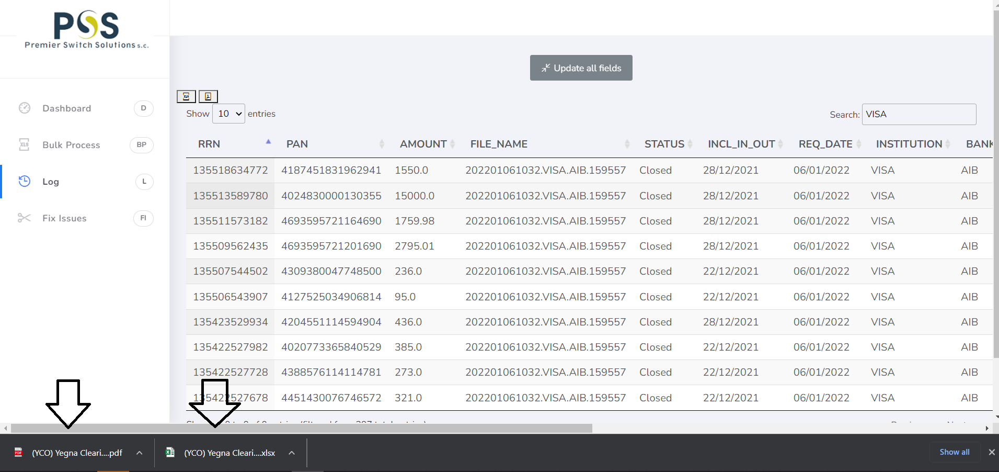 PSS
Premier Switch Solutions s.c.
Update all fields
Dashboard D
Bulk Process BP
Log L
Fix Issues FI
XLS
Show 10 entries
Search: VISA
RRN PAN AMOUNT FILE_NAME STATUS INCL_IN_OUT REQ_DATE INSTITUTION BANK
135518634772 4187451831962941 1550.0 202201061032.VISA.AIB.159557 Closed 28/12/2021 06/01/2022 VISA AIB
135513589780 4024830000130355 15000.0 202201061032.VISA.AIB.159557 Closed 28/12/2021 06/01/2022 VISA AIB
135511573182 4693595721164690 1759.98 202201061032.VISA.AIB.159557 Closed 28/12/2021 06/01/2022 VISA AIB
135509562435 4693595721201690 2795.01 202201061032.VISA.AIB.159557 Closed 28/12/2021 06/01/2022 VISA AIB
135507544502 4309380047748500 236.0 202201061032.VISA.AIB.159557 Closed 22/12/2021 06/01/2022 VISA AIB
135506543907 4127525034906814 95.0 202201061032.VISA.AIB.159557 Closed 22/12/2021 06/01/2022 VISA AIB
135423529934 4204551114594904 436.0 202201061032.VISA.AIB.159557 Closed 28/12/2021 06/01/2022 VISA AIB
135422527982 4020773365840529 385.0 202201061032.VISA.AIB.159557 Closed 22/12/2021 06/01/2022 VISA AIB
135422527728 4388576114114781 273.0 202201061032.VISA.AIB.159557 Closed 22/12/2021 06/01/2022 VISA AIB
135422527678 4451430076746572 321.0 202201061032.VISA.AIB.159557 Closed 22/12/2021 06/01/2022 VISA AIB
(YCO) Yegna Cleari....pdf
(YCO) Yegna Cleari....xlsx
Show all